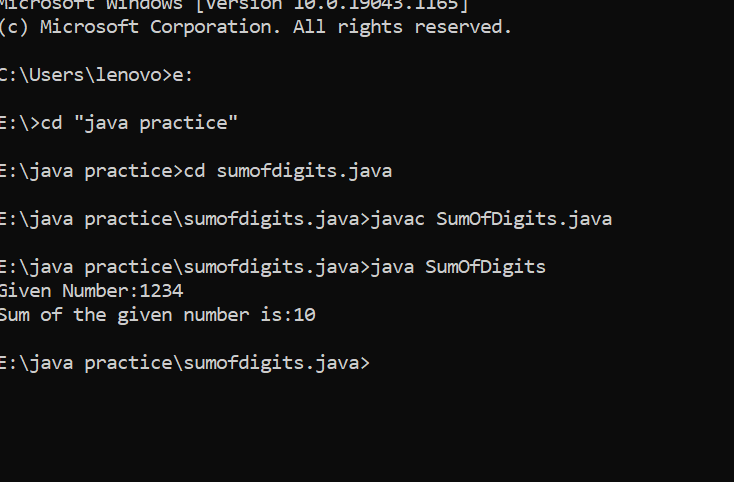 Microsoft Windows [Version 10.0.19043.1165]
(c) Microsoft Corporation. All rights reserved.
C:\Users\lenovo>e:
E:\>cd "java practice"
E:\java practice>cd sumofdigits.java
E:\java practice\sumofdigits.java>javac SumOfDigits.java
E:\java practice\sumofdigits.java>java SumOfDigits
Given Number:1234
Sum of the given number is:10
E:\java practice\sumofdigits.java>